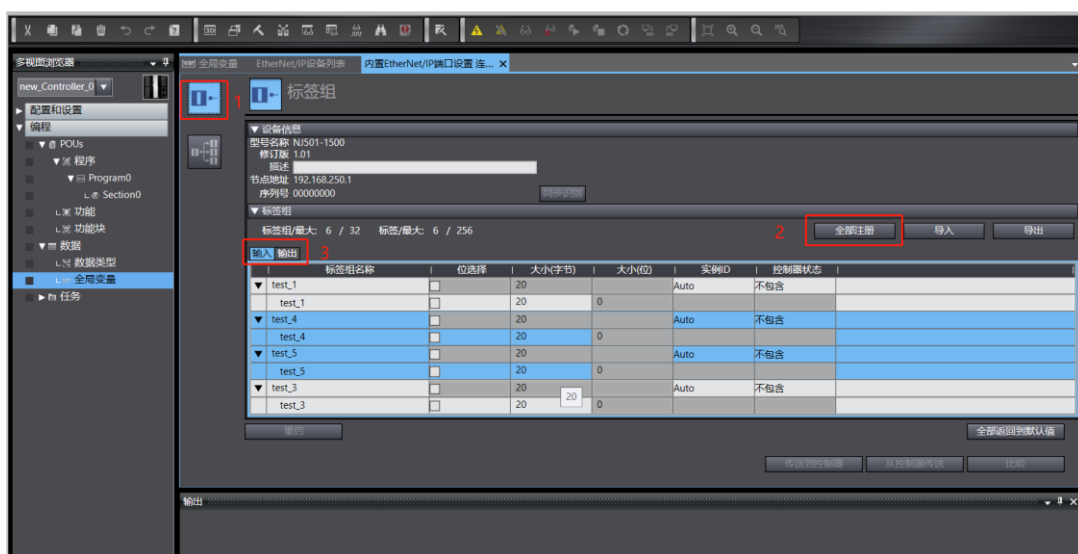 多视图浏览器
全局变量 EtherNet/IP设备列表 内置EtherNet/IP端口设置 连...
new_Controller_0
配置和设置
编程
POUs
程序
Program0
Section0
功能
功能块
数据
数据类型
全局变量
任务
1
标签组
设备信息
型号名称 NJ501-1500
修订版 1.01
描述
节点地址 192.168.250.1
序列号 00000000
同步识别
标签组
标签组/最大: 6 / 32 标签/最大: 6 / 256
2 全部注册 导入 导出
输入 输出 3
标签组名称 位选择 大小(字节) 大小(位) 实例ID 控制器状态
test_1 20 Auto 不包含
test_1 20 0
test_4 20 Auto 不包含
test_4 20 0
test_5 20 Auto 不包含
test_5 20 0
test_3 20 Auto 不包含
test_3 20 0
20
重启 全部返回到默认值
传送到控制器 从控制器传送 比较
输出